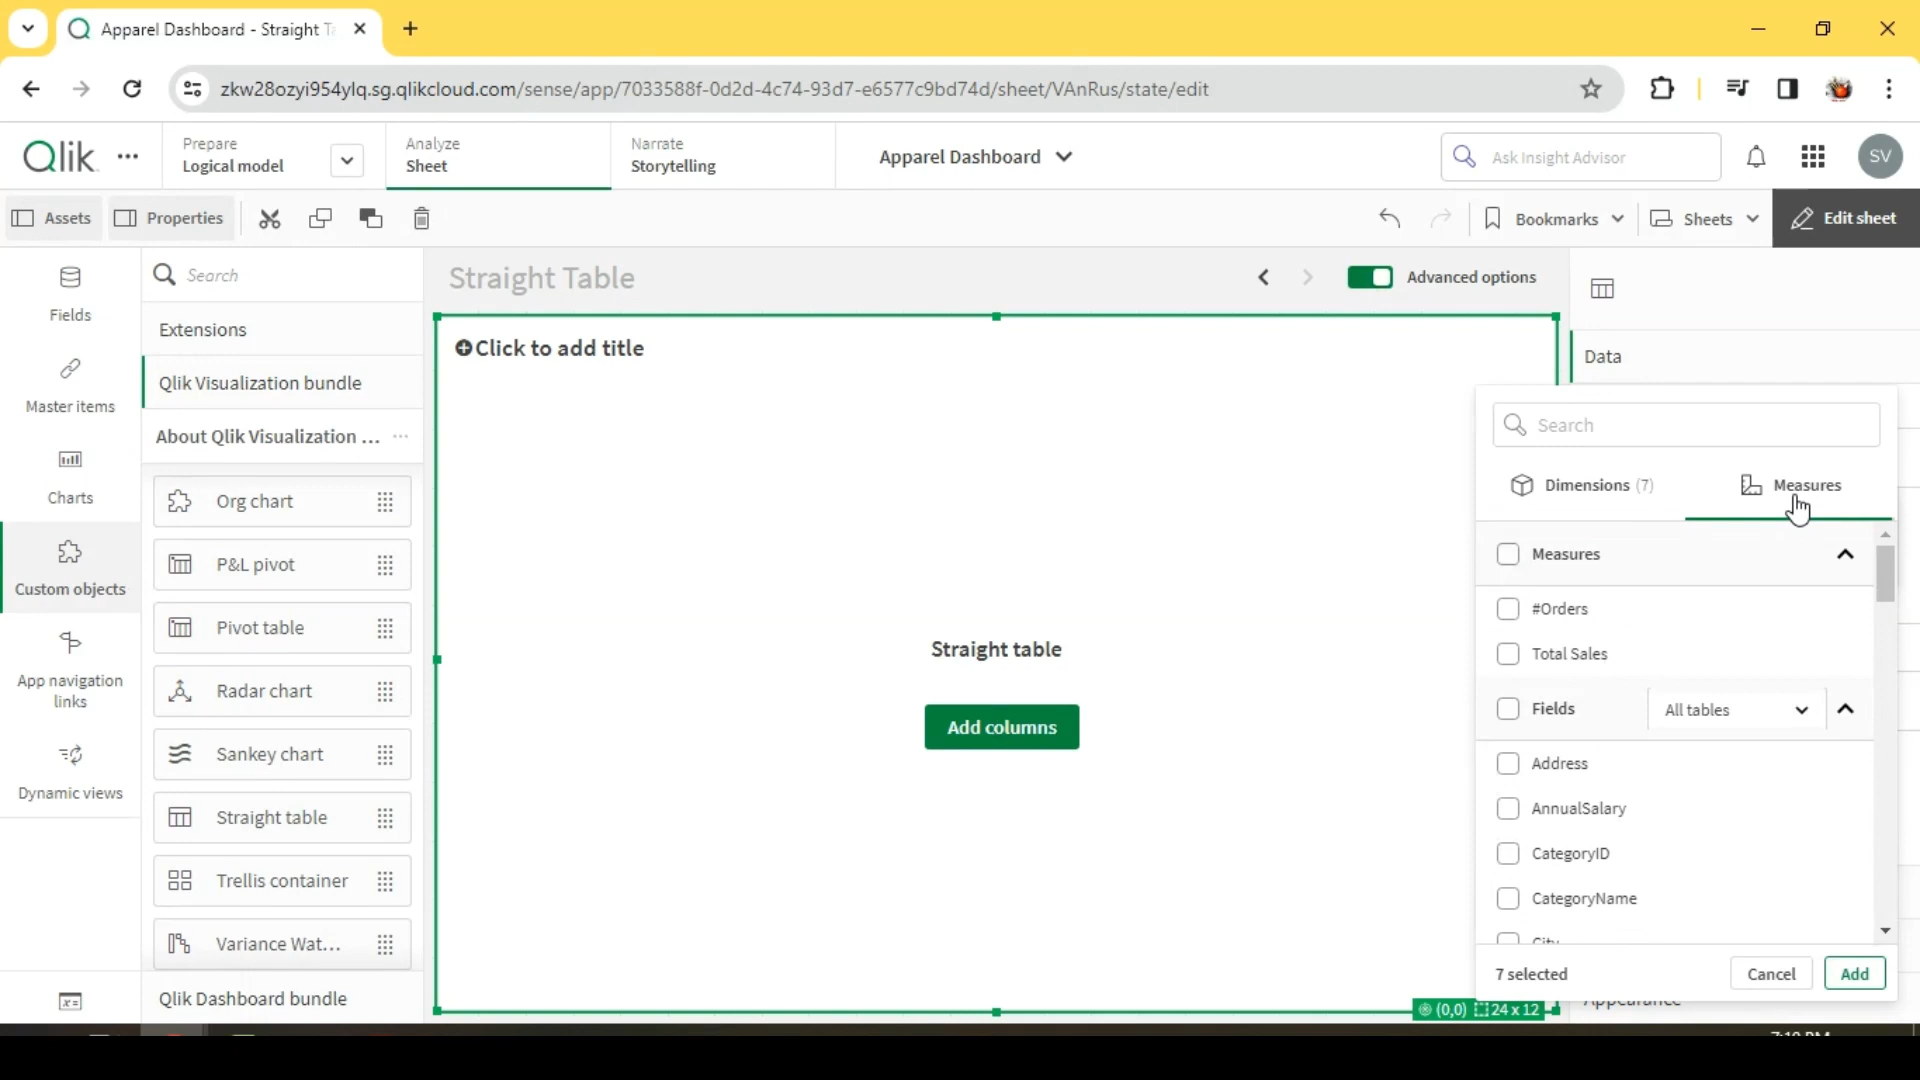 Apparel Dashboard - Straight T
zkw28ozyi954ylq.sg.qlikcloud.com/sense/app/7033588f-0d2d-4c74-93d7-e6577c9bd74d/sheet/VAnRus/state/edit
Qlik
Prepare
Logical model
Analyze
Sheet
Narrate
Storytelling
Apparel Dashboard
Ask Insight Advisor
SV
Assets
Properties
Bookmarks
Sheets
Edit sheet
Fields
Master items
Charts
Custom objects
App navigation
links
Dynamic views
Search
Extensions
Qlik Visualization bundle
About Qlik Visualization ...
Org chart
P&L pivot
Pivot table
Radar chart
Sankey chart
Straight table
Trellis container
Variance Wat...
Qlik Dashboard bundle
Straight Table
Advanced options
Click to add title
Straight table
Add columns
(0,0) 24 x 12
Data
Search
Dimensions (7)
Measures
Measures
#Orders
Total Sales
Fields
All tables
Address
AnnualSalary
CategoryID
CategoryName
City
7 selected
Cancel
Add
Appearance
7:10 PM